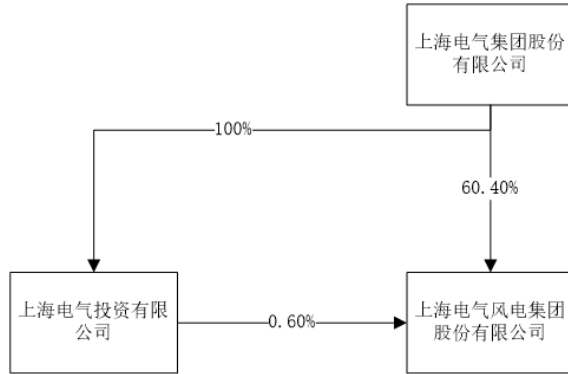 上海电气集团股份
有限公司
100%
60.40%
上海电气投资有限
公司
0.60%
上海电气风电集团
股份有限公司